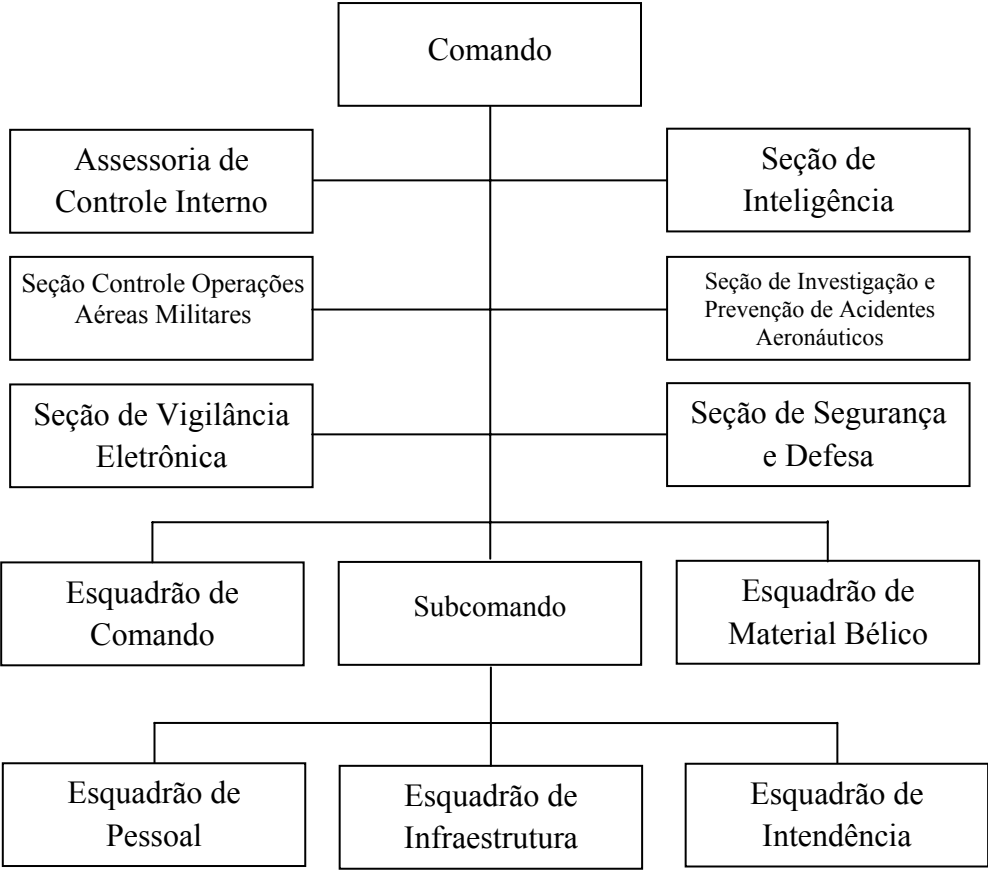 Comando
Assessoria de
Controle Interno
Seção de
Inteligência
Seção Controle Operações
Aéreas Militares
Seção de Investigação e
Prevenção de Acidentes
Aeronáuticos
Seção de Vigilância
Eletrônica
Seção de Segurança
e Defesa
Esquadrão de
Comando
Subcomando
Esquadrão de
Material Bélico
Esquadrão de
Pessoal
Esquadrão de
Infraestrutura
Esquadrão de
Intendência